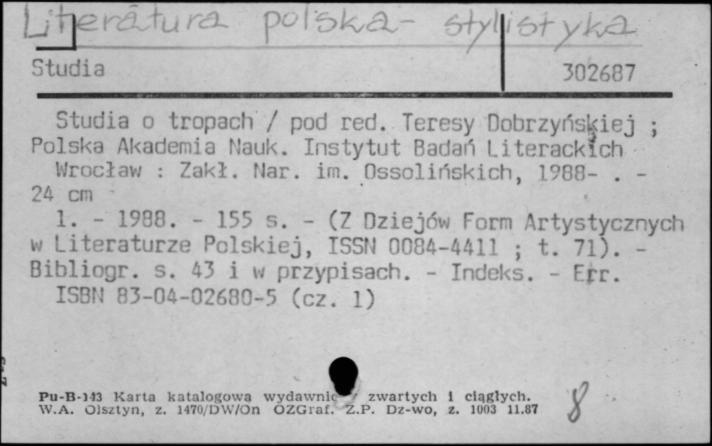 Literatura polska - stylistyka
Studia 302687
Studia o tropach / pod red. Teresy Dobrzyńskiej ;
Polska Akademia Nauk. Instytut Badań Literackich
Wrocław : Zakł. Nar. im. Ossolińskich, 1988- . -
24 cm
1. - 1988. - 155 s. - (Z Dziejów Form Artystycznych
w Literaturze Polskiej, ISSN 0084-4411 ; t. 71). -
Bibliogr. s. 43 i w przypisach. - Indeks. - Err.
ISBN 83-04-02680-5 (cz. 1)
Pu-B-143 Karta katalogowa wydawnic zwartych i ciągłych.
W.A. Olsztyn, z. 1470/DW/On OZGraf. Z.P. Dz-wo, z. 1003 11.87
8